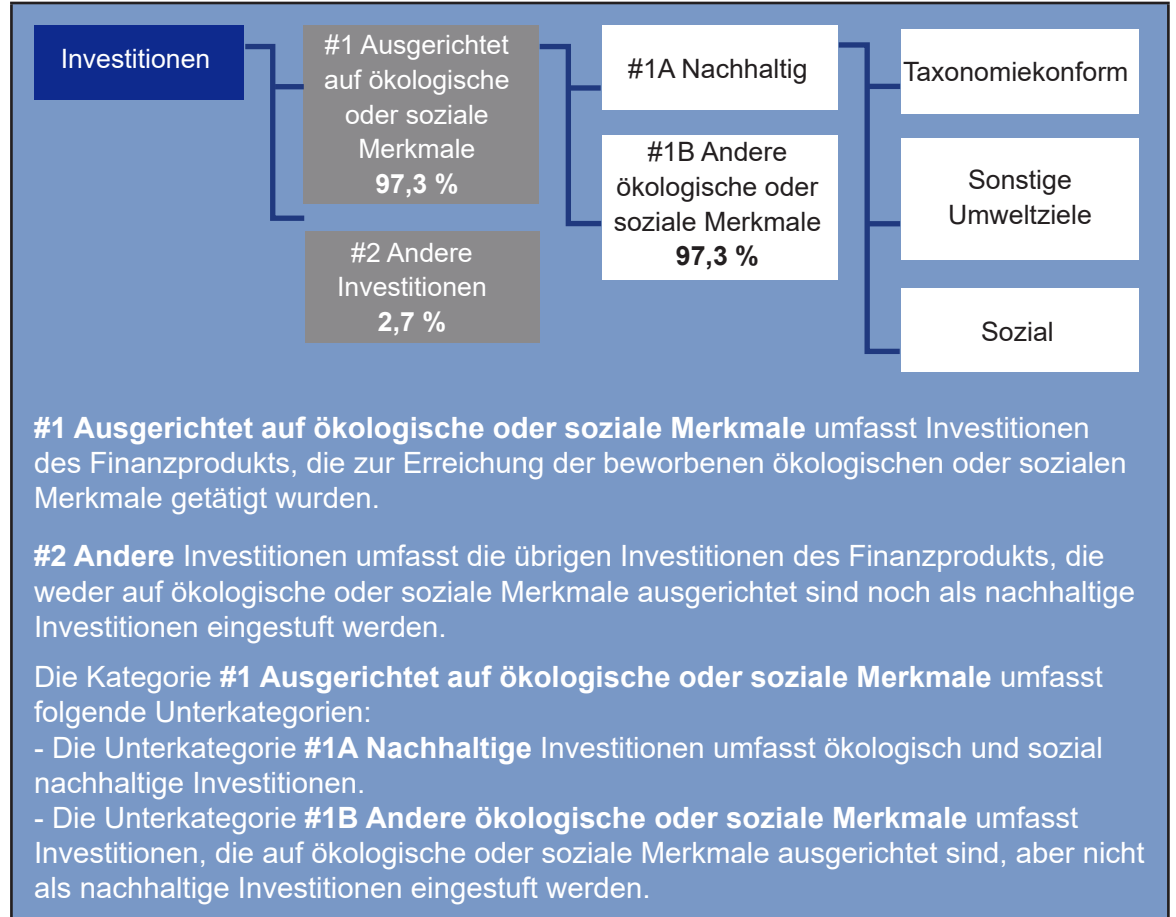 Investitionen
#1 Ausgerichtet
auf ökologische
oder soziale
Merkmale
97,3 %
#2 Andere
Investitionen
2,7 %
#1A Nachhaltig
#1B Andere
ökologische oder
soziale Merkmale
97,3 %
Taxonomiekonform
Sonstige
Umweltziele
Sozial
#1 Ausgerichtet auf ökologische oder soziale Merkmale umfasst Investitionen
des Finanzprodukts, die zur Erreichung der beworbenen ökologischen oder sozialen
Merkmale getätigt wurden.
#2 Andere Investitionen umfasst die übrigen Investitionen des Finanzprodukts, die
weder auf ökologische oder soziale Merkmale ausgerichtet sind noch als nachhaltige
Investitionen eingestuft werden.
Die Kategorie #1 Ausgerichtet auf ökologische oder soziale Merkmale umfasst
folgende Unterkategorien:
- Die Unterkategorie #1A Nachhaltige Investitionen umfasst ökologisch und sozial
nachhaltige Investitionen.
- Die Unterkategorie #1B Andere ökologische oder soziale Merkmale umfasst
Investitionen, die auf ökologische oder soziale Merkmale ausgerichtet sind, aber nicht
als nachhaltige Investitionen eingestuft werden.